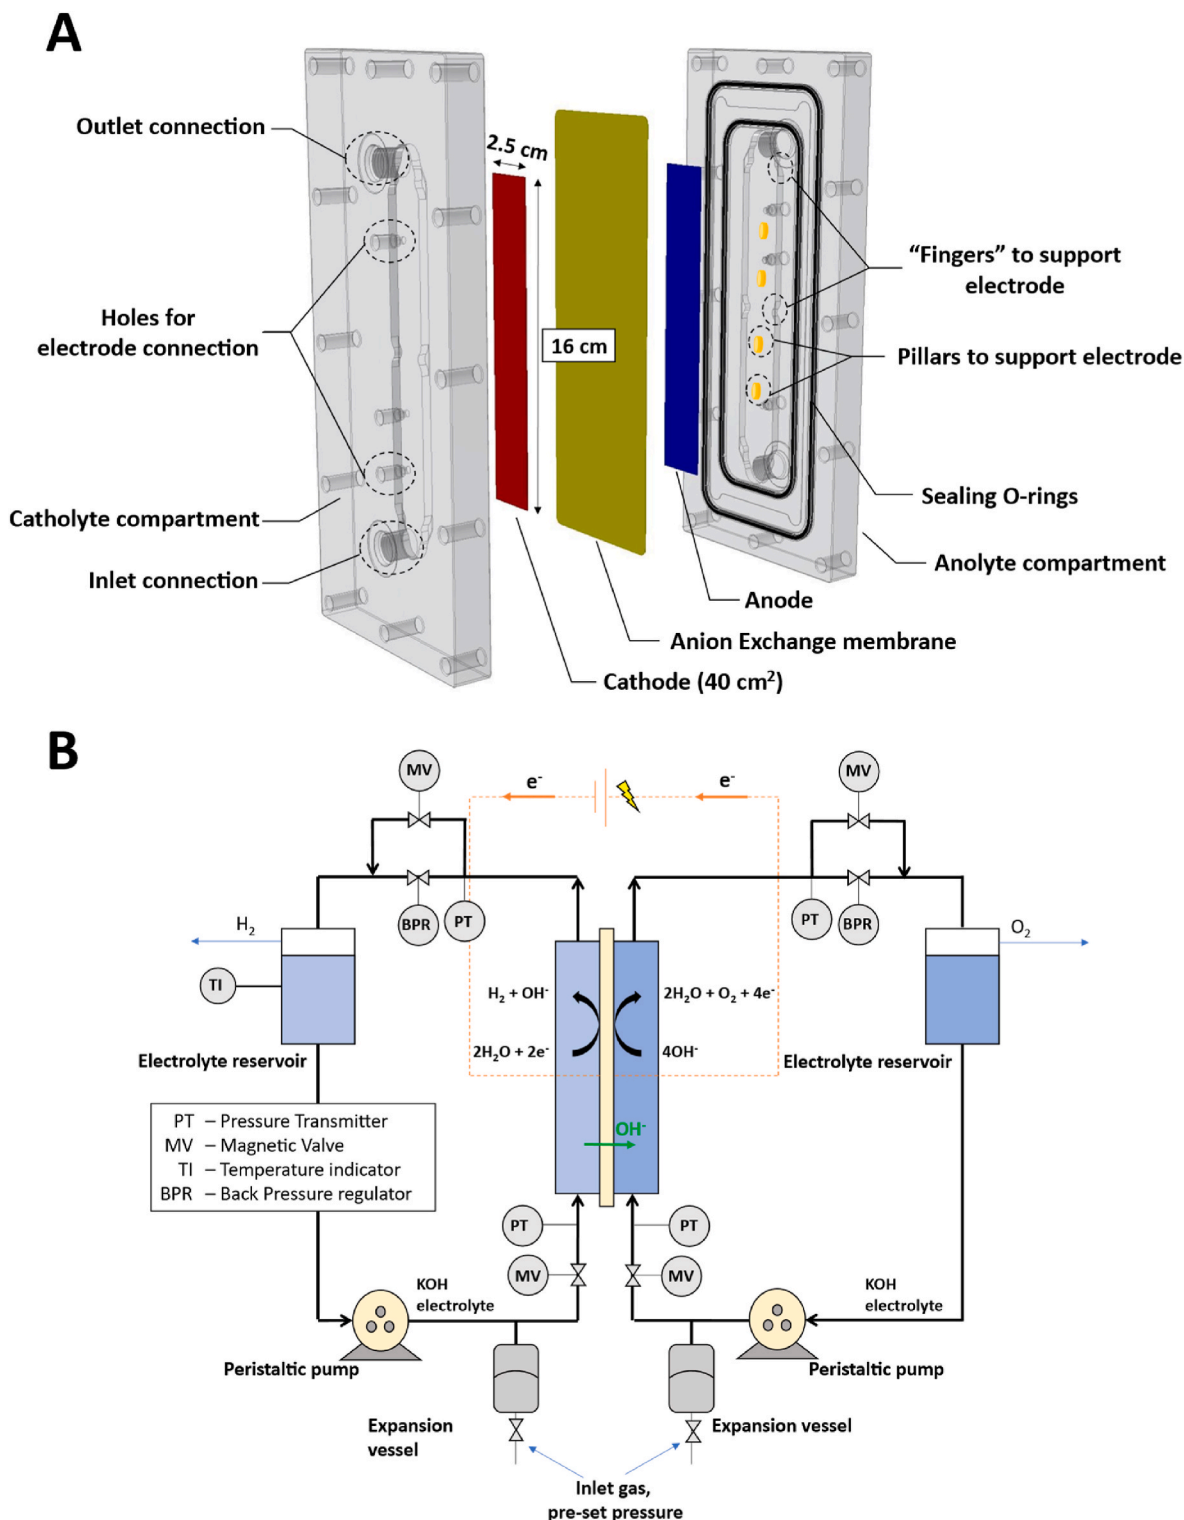 A
Outlet connection
2.5 cm
"Fingers" to support
electrode
Holes for
electrode connection
16 cm
Pillars to support electrode
Catholyte compartment
Sealing O-rings
Inlet connection
Anolyte compartment
Anode
Anion Exchange membrane
Cathode (40 cm²)
B
MV
e⁻
e⁻
MV
BPR
PT
PT
BPR
H₂
O₂
TI
H₂ + OH⁻
2H₂O + O₂ + 4e⁻
2H₂O + 2e⁻
4OH⁻
Electrolyte reservoir
Electrolyte reservoir
PT – Pressure Transmitter
MV – Magnetic Valve
TI – Temperature indicator
BPR – Back Pressure regulator
OH⁻
PT
PT
MV
MV
KOH
electrolyte
KOH
electrolyte
Peristaltic pump
Peristaltic pump
Expansion
vessel
Expansion vessel
Inlet gas,
pre-set pressure